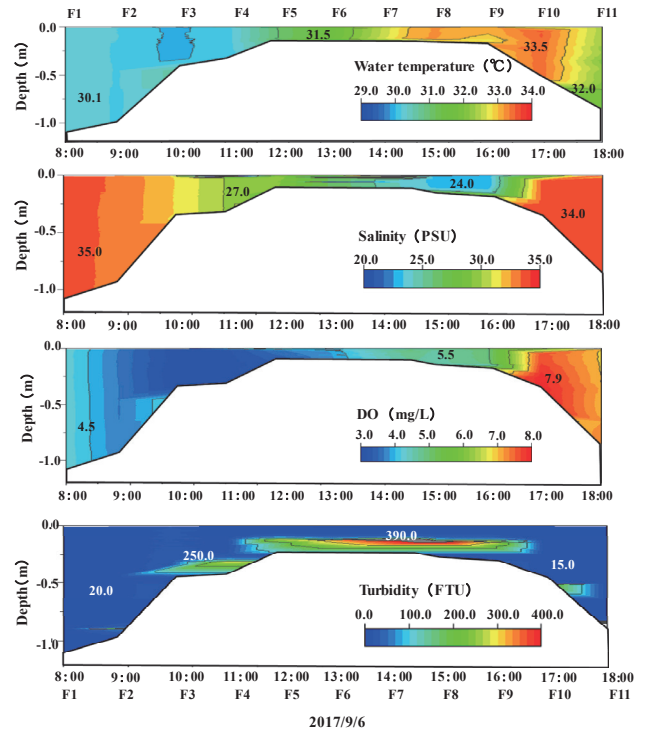 F1 F2 F3 F4 F5 F6 F7 F8 F9 F10 F11
Depth (m)
0.0
-0.5
-1.0
31.5
33.5
30.1
32.0
Water temperature (℃)
29.0 30.0 31.0 32.0 33.0 34.0
8:00 9:00 10:00 11:00 12:00 13:00 14:00 15:00 16:00 17:00 18:00
Depth (m)
0.0
-0.5
-1.0
27.0
24.0
34.0
35.0
Salinity (PSU)
20.0 25.0 30.0 35.0
8:00 9:00 10:00 11:00 12:00 13:00 14:00 15:00 16:00 17:00 18:00
Depth (m)
0.0
-0.5
-1.0
5.5
7.9
4.5
DO (mg/L)
3.0 4.0 5.0 6.0 7.0 8.0
8:00 9:00 10:00 11:00 12:00 13:00 14:00 15:00 16:00 17:00 18:00
Depth(m)
0.0
-0.5
-1.0
390.0
250.0
15.0
20.0
Turbidity (FTU)
0.0 100.0 200.0 300.0 400.0
8:00 9:00 10:00 11:00 12:00 13:00 14:00 15:00 16:00 17:00 18:00
F1 F2 F3 F4 F5 F6 F7 F8 F9 F10 F11
2017/9/6